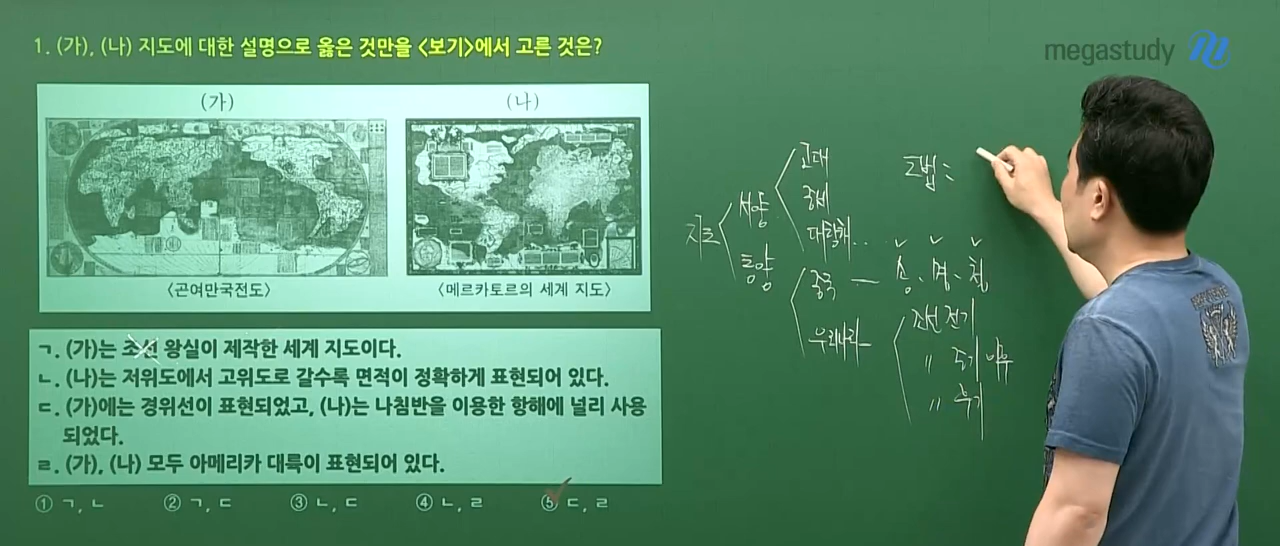 1. (가), (나) 지도에 대한 설명으로 옳은 것만을 <보기>에서 고른 것은?
megastudy
(가)
(나)
<곤여만국전도>
<메르카토르의 세계 지도>
ㄱ. (가)는 조선 왕실이 제작한 세계 지도이다.
ㄴ. (나)는 저위도에서 고위도로 갈수록 면적이 정확하게 표현되어 있다.
ㄷ. (가)에는 경위선이 표현되었고, (나)는 나침반을 이용한 항해에 널리 사용
되었다.
ㄹ. (가), (나) 모두 아메리카 대륙이 표현되어 있다.
① ㄱ, ㄴ ② ㄱ, ㄷ ③ ㄴ, ㄷ ④ ㄴ, ㄹ ⑤ ㄷ, ㄹ
지도
서양
고대
중세
대항해..
동양
중국 — 송, 명, 청
우리나라 —
조선 전기
〃 중기 이후
〃 후기
도법: